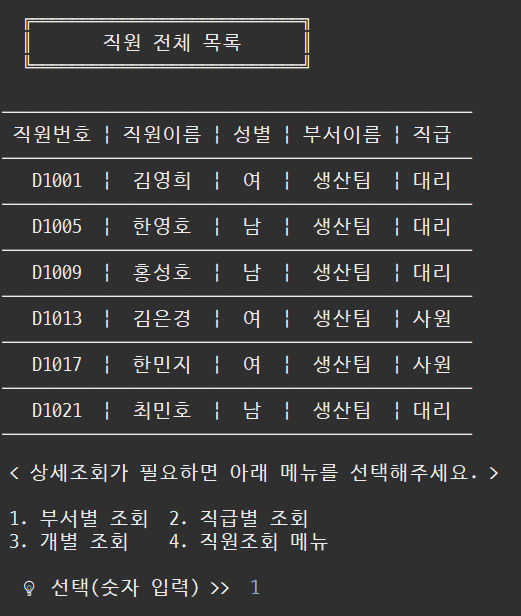 직원 전체 목록
직원번호 ¦ 직원이름 ¦ 성별 ¦ 부서이름 ¦ 직급
D1001 ¦ 김영희 ¦ 여 ¦ 생산팀 ¦ 대리
D1005 ¦ 한영호 ¦ 남 ¦ 생산팀 ¦ 대리
D1009 ¦ 홍성호 ¦ 남 ¦ 생산팀 ¦ 대리
D1013 ¦ 김은경 ¦ 여 ¦ 생산팀 ¦ 사원
D1017 ¦ 한민지 ¦ 여 ¦ 생산팀 ¦ 사원
D1021 ¦ 최민호 ¦ 남 ¦ 생산팀 ¦ 대리
< 상세조회가 필요하면 아래 메뉴를 선택해주세요. >
1. 부서별 조회 2. 직급별 조회
3. 개별 조회 4. 직원조회 메뉴
💡 선택(숫자 입력) >> 1